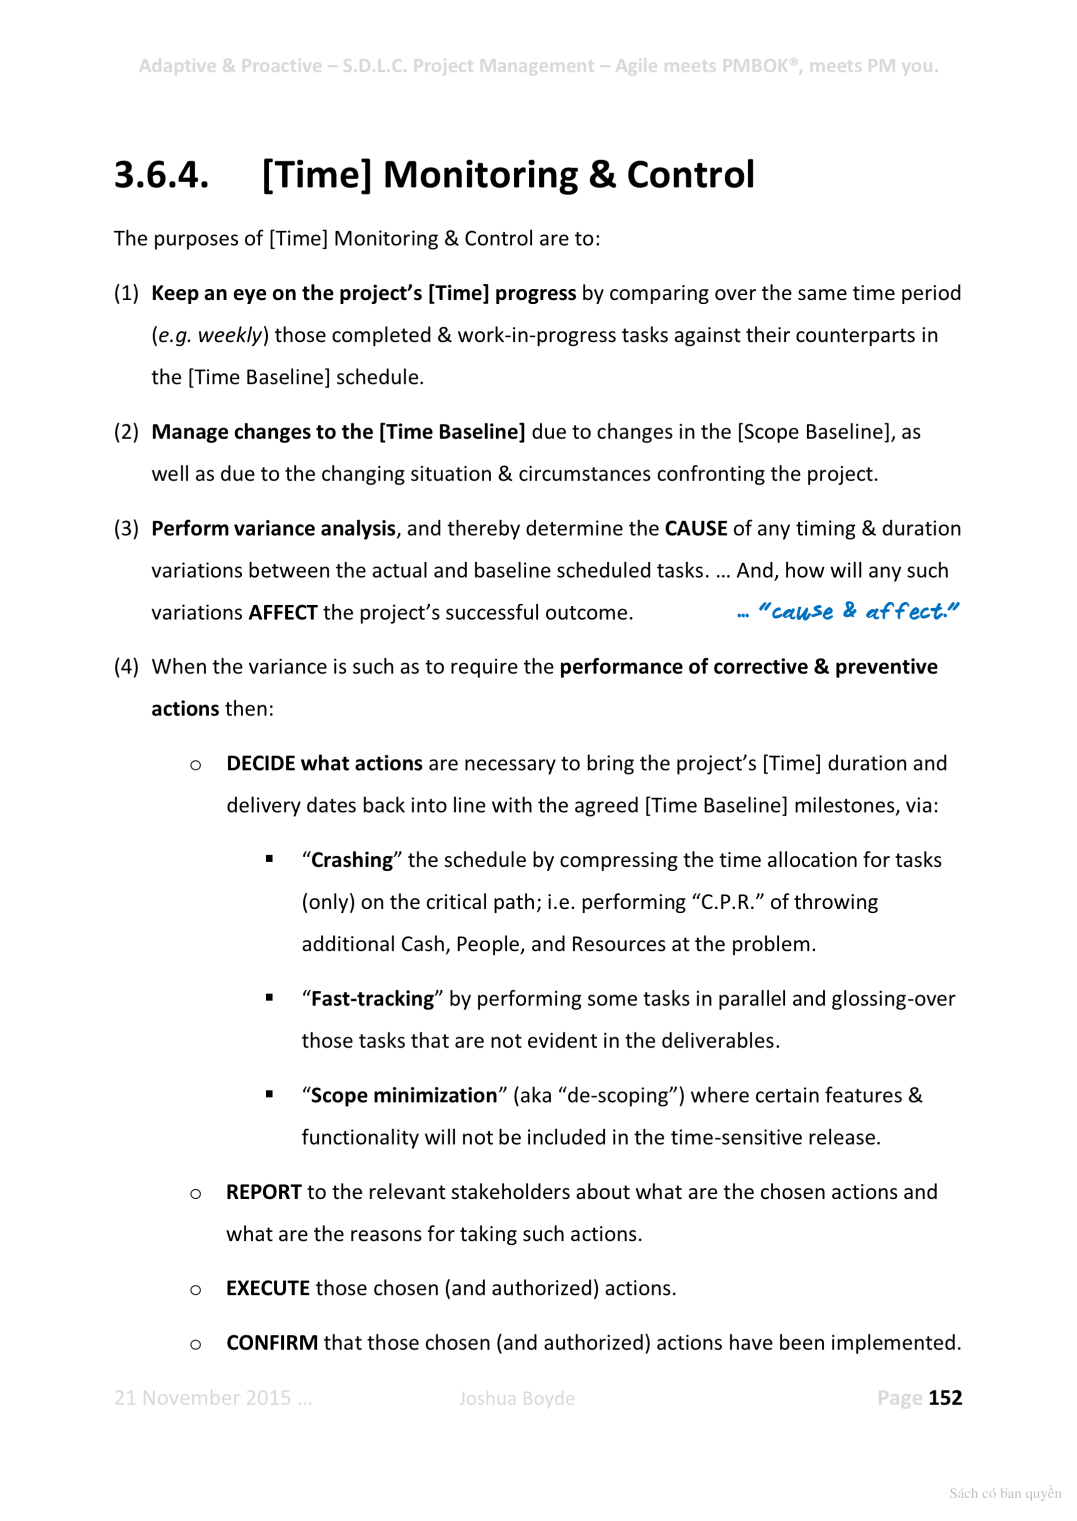 Adaptive & Proactive – S.D.L.C. Project Management – Agile meets PMBOK®, meets PM you.
3.6.4. [Time] Monitoring & Control
The purposes of [Time] Monitoring & Control are to:
(1) Keep an eye on the project’s [Time] progress by comparing over the same time period
(e.g. weekly) those completed & work-in-progress tasks against their counterparts in
the [Time Baseline] schedule.
(2) Manage changes to the [Time Baseline] due to changes in the [Scope Baseline], as
well as due to the changing situation & circumstances confronting the project.
(3) Perform variance analysis, and thereby determine the CAUSE of any timing & duration
variations between the actual and baseline scheduled tasks. … And, how will any such
variations AFFECT the project’s successful outcome. … “cause & affect.”
(4) When the variance is such as to require the performance of corrective & preventive
actions then:
o DECIDE what actions are necessary to bring the project’s [Time] duration and
delivery dates back into line with the agreed [Time Baseline] milestones, via:
▪ “Crashing” the schedule by compressing the time allocation for tasks
(only) on the critical path; i.e. performing “C.P.R.” of throwing
additional Cash, People, and Resources at the problem.
▪ “Fast-tracking” by performing some tasks in parallel and glossing-over
those tasks that are not evident in the deliverables.
▪ “Scope minimization” (aka “de-scoping”) where certain features &
functionality will not be included in the time-sensitive release.
o REPORT to the relevant stakeholders about what are the chosen actions and
what are the reasons for taking such actions.
o EXECUTE those chosen (and authorized) actions.
o CONFIRM that those chosen (and authorized) actions have been implemented.
21 November 2015 … Joshua Boyde Page 152
Sách có bản quyền